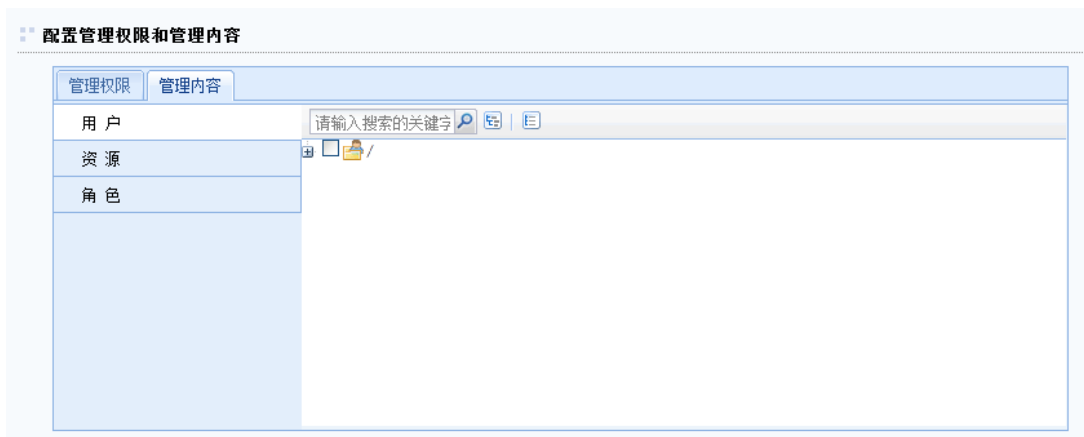 配置管理权限和管理内容
管理权限 管理内容
用 户
请输入搜索的关键字
/
资 源
角 色